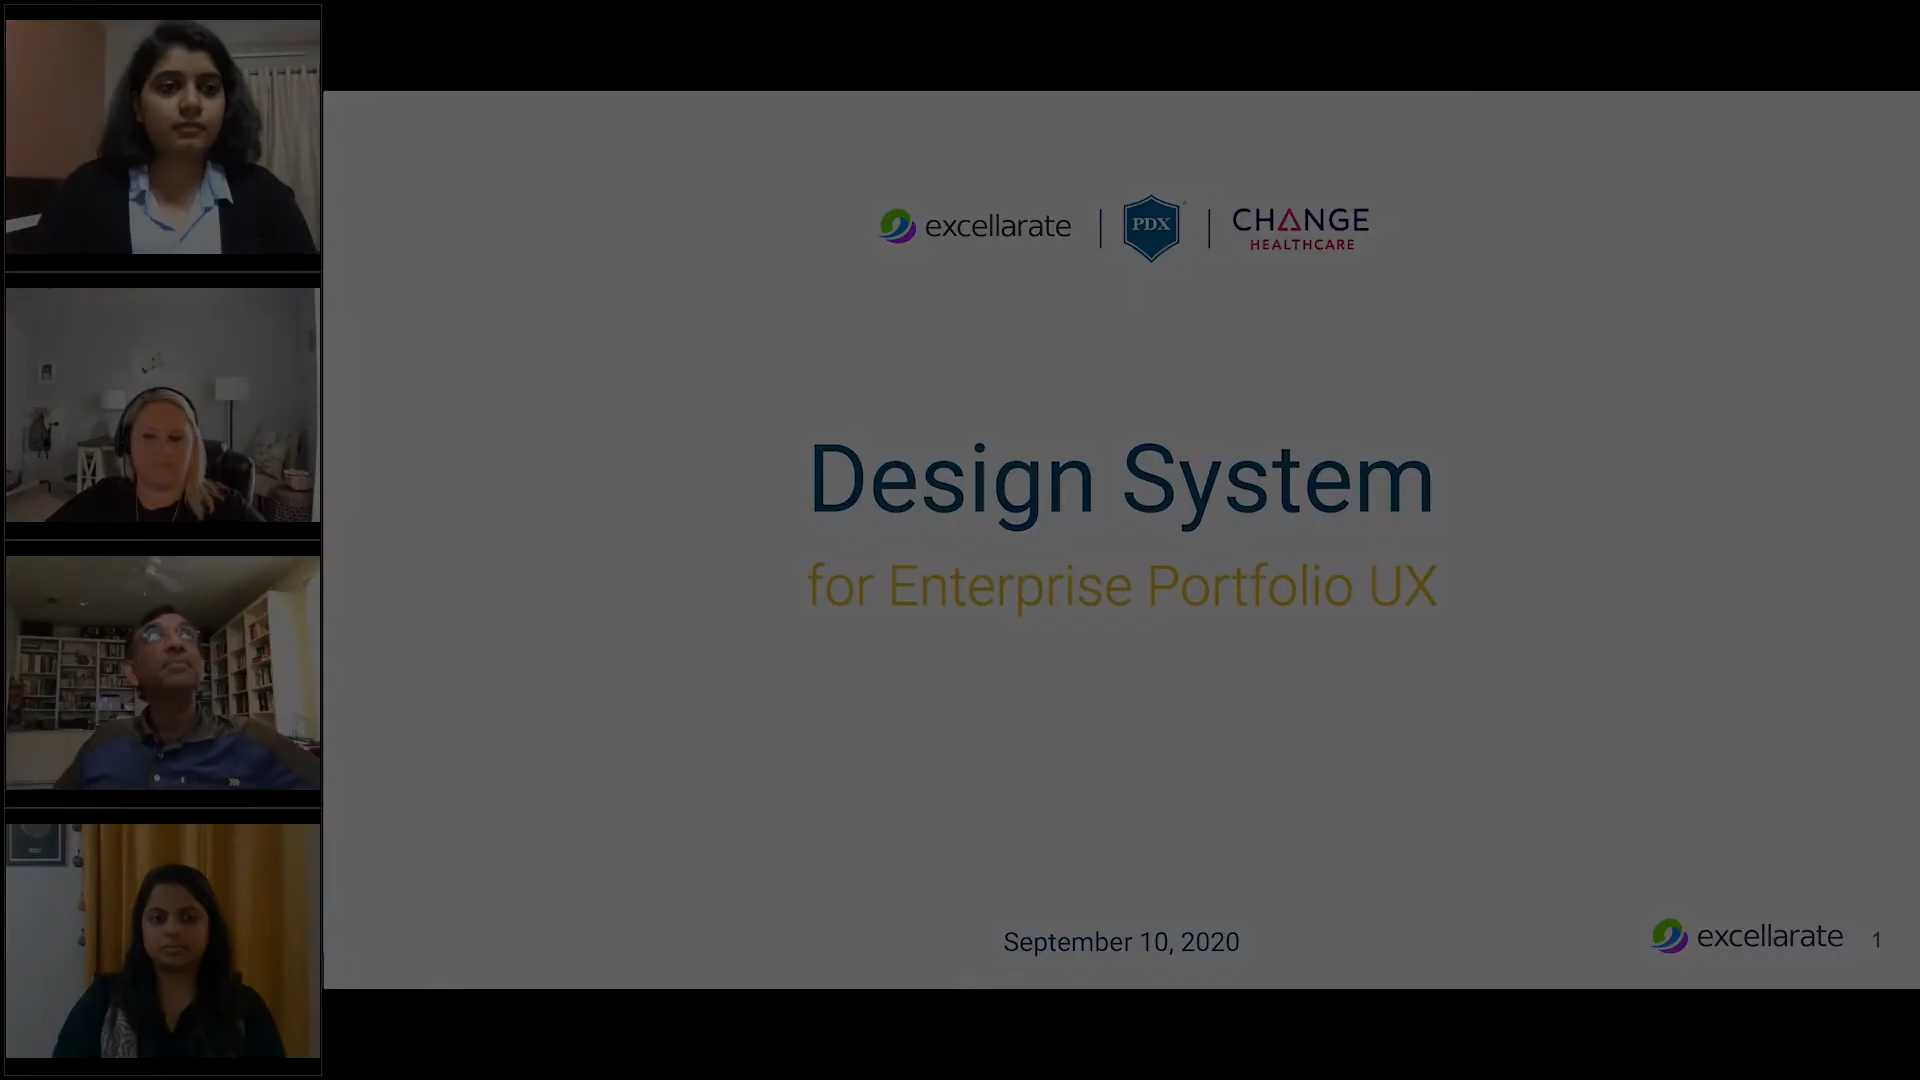 excellarate | PDX | CHANGE HEALTHCARE
Design System
for Enterprise Portfolio UX
September 10, 2020
excellarate 1